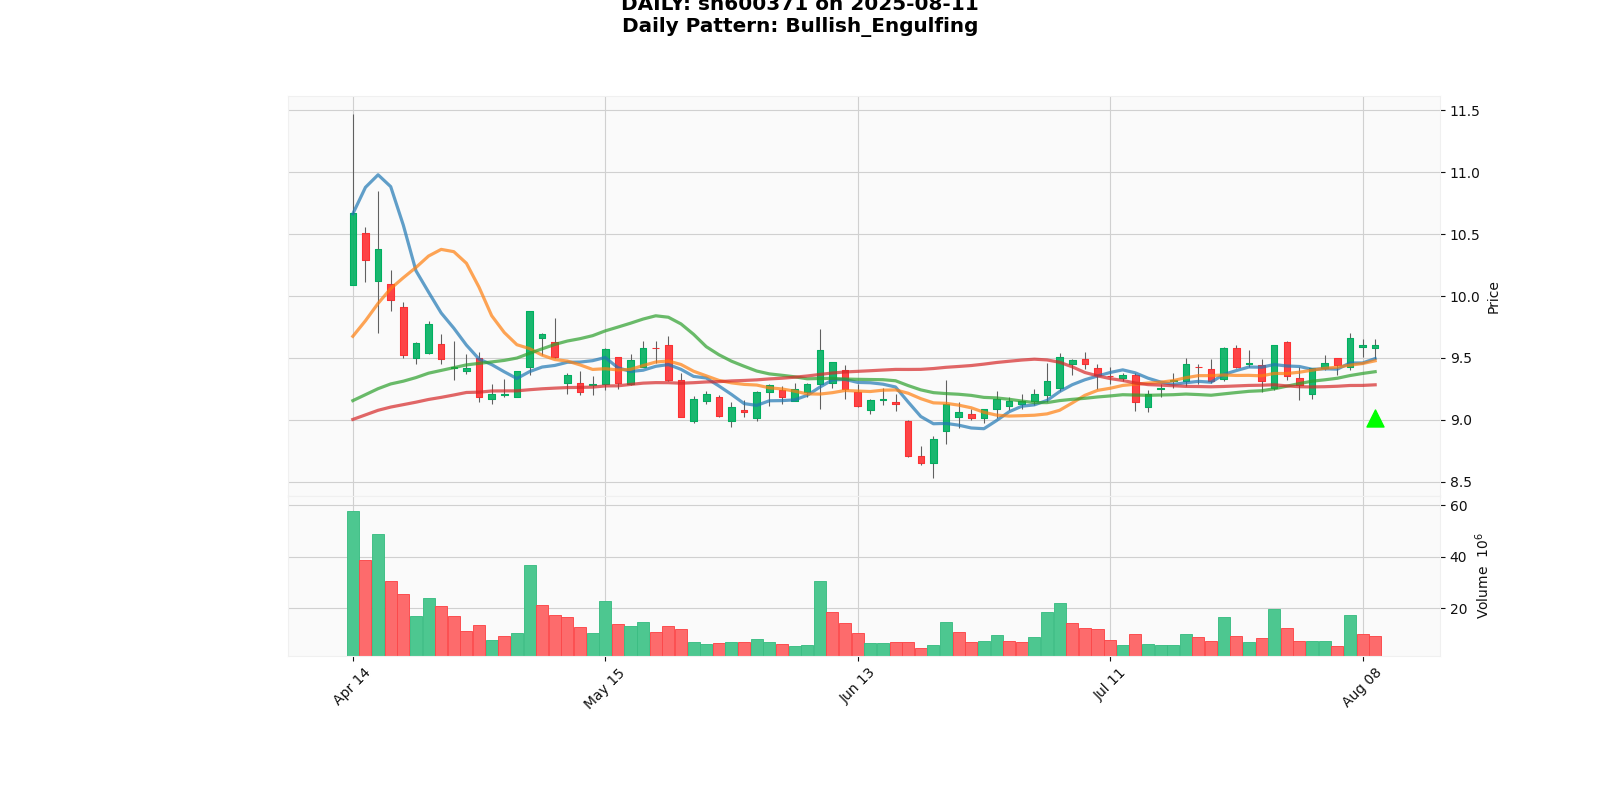 DAILY: sh600371 on 2025-08-11
Daily Pattern: Bullish_Engulfing
11.5
11.0
10.5
10.0
9.5
9.0
8.5
Price
60
40
20
Volume 10^6
Apr 14
May 15
Jun 13
Jul 11
Aug 08